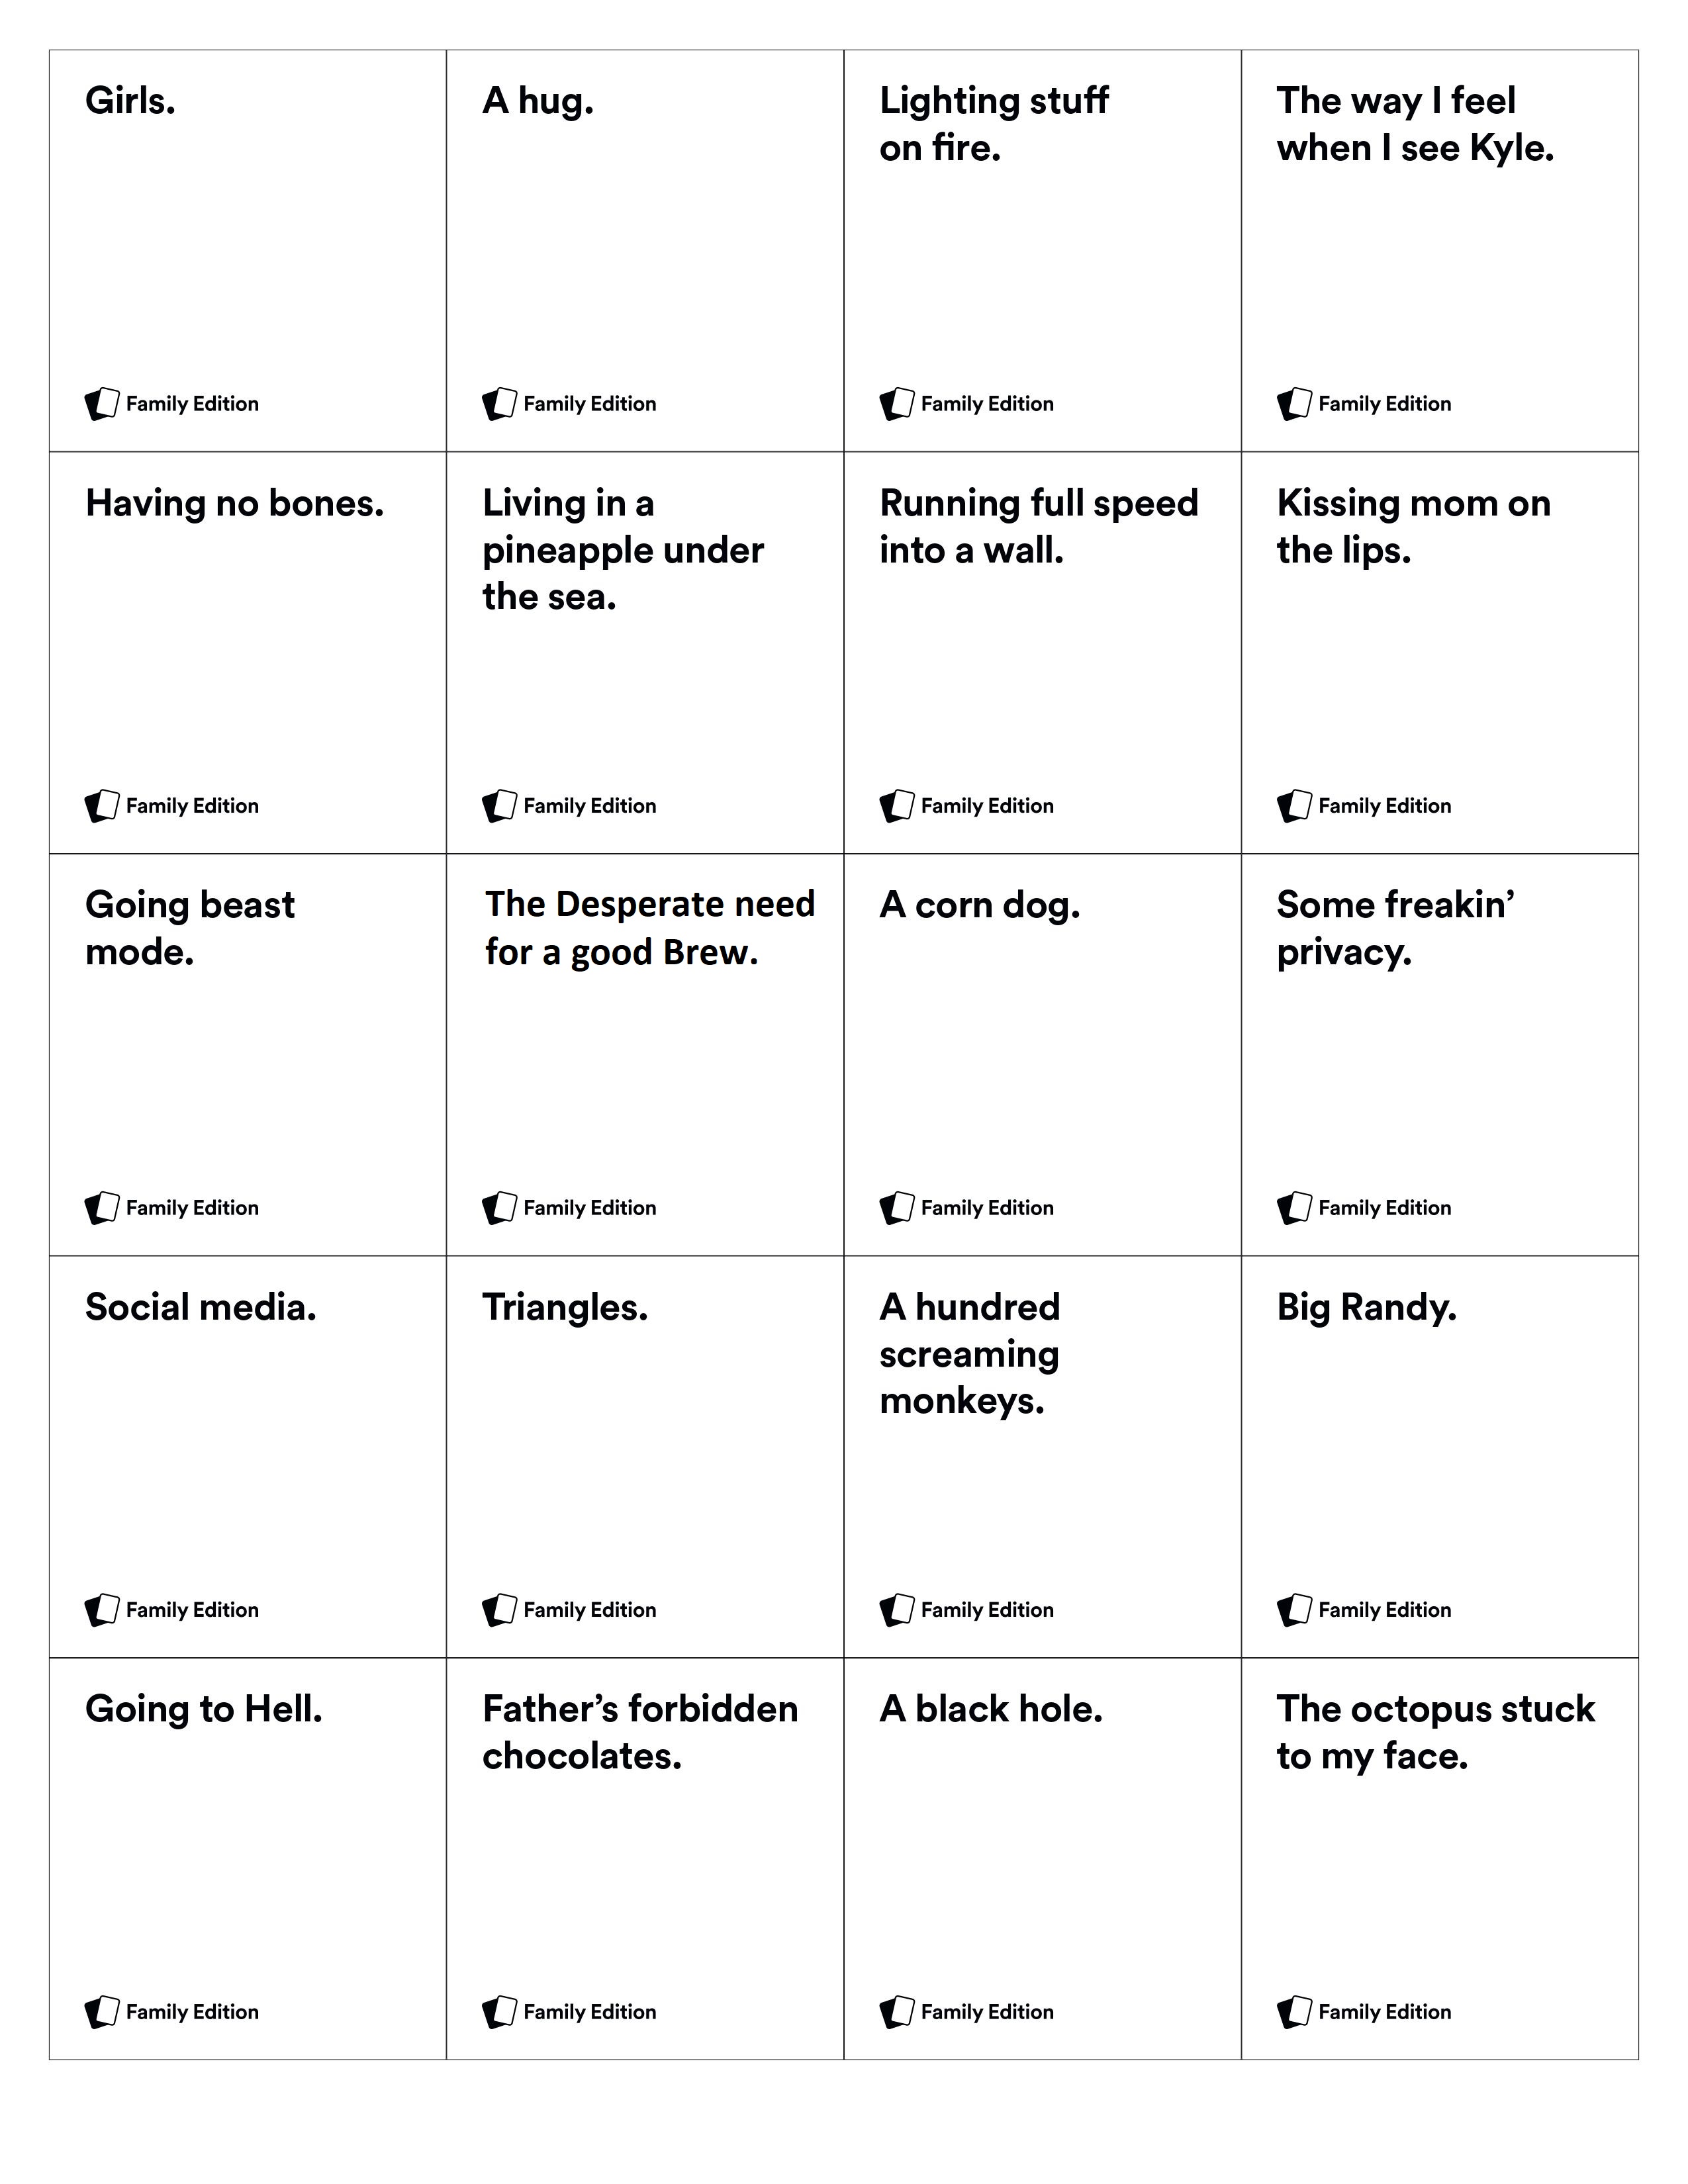 Girls.
Family Edition
A hug.
Family Edition
Lighting stuff
on fire.
Family Edition
The way I feel
when I see Kyle.
Family Edition
Having no bones.
Family Edition
Living in a
pineapple under
the sea.
Family Edition
Running full speed
into a wall.
Family Edition
Kissing mom on
the lips.
Family Edition
Going beast
mode.
Family Edition
The Desperate need
for a good Brew.
Family Edition
A corn dog.
Family Edition
Some freakin’
privacy.
Family Edition
Social media.
Family Edition
Triangles.
Family Edition
A hundred
screaming
monkeys.
Family Edition
Big Randy.
Family Edition
Going to Hell.
Family Edition
Father’s forbidden
chocolates.
Family Edition
A black hole.
Family Edition
The octopus stuck
to my face.
Family Edition